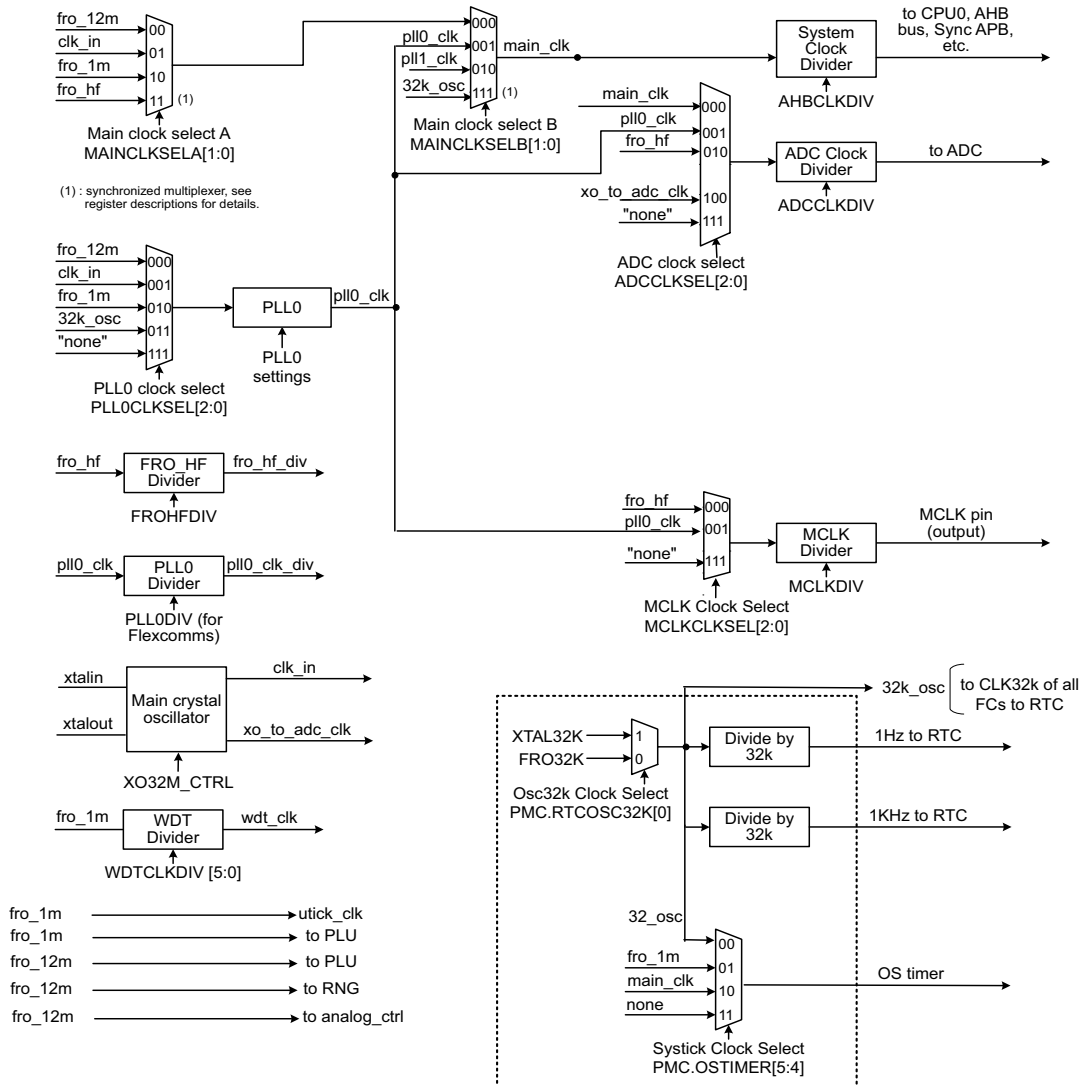 fro_12m
clk_in
fro_1m
fro_hf
00
01
10
11
(1)
Main clock select A
MAINCLKSELA[1:0]
(1) : synchronized multiplexer, see
register descriptions for details.
pll0_clk
pll1_clk
32k_osc
000
001
010
111
(1)
main_clk
Main clock select B
MAINCLKSELB[1:0]
System
Clock
Divider
AHBCLKDIV
to CPU0, AHB
bus, Sync APB,
etc.
main_clk
pll0_clk
fro_hf
xo_to_adc_clk
"none"
000
001
010
100
111
ADC clock select
ADCCLKSEL[2:0]
ADC Clock
Divider
ADCCLKDIV
to ADC
fro_12m
clk_in
fro_1m
32k_osc
"none"
000
001
010
011
111
PLL0 clock select
PLL0CLKSEL[2:0]
PLL0
pll0_clk
PLL0
settings
fro_hf
FRO_HF
Divider
fro_hf_div
FROHFDIV
fro_hf
pll0_clk
"none"
000
001
111
MCLK Clock Select
MCLKCLKSEL[2:0]
MCLK
Divider
MCLKDIV
MCLK pin
(output)
pll0_clk
PLL0
Divider
pll0_clk_div
PLL0DIV (for
Flexcomms)
xtalin
xtalout
Main crystal
oscillator
clk_in
xo_to_adc_clk
XO32M_CTRL
fro_1m
WDT
Divider
wdt_clk
WDTCLKDIV [5:0]
fro_1m utick_clk
fro_1m to PLU
fro_12m to PLU
fro_12m to RNG
fro_12m to analog_ctrl
XTAL32K
FRO32K
1
0
Osc32k Clock Select
PMC.RTCOSC32K[0]
32k_osc
to CLK32k of all
FCs to RTC
Divide by
32k
1Hz to RTC
Divide by
32k
1KHz to RTC
32_osc
fro_1m
main_clk
none
00
01
10
11
OS timer
Systick Clock Select
PMC.OSTIMER[5:4]